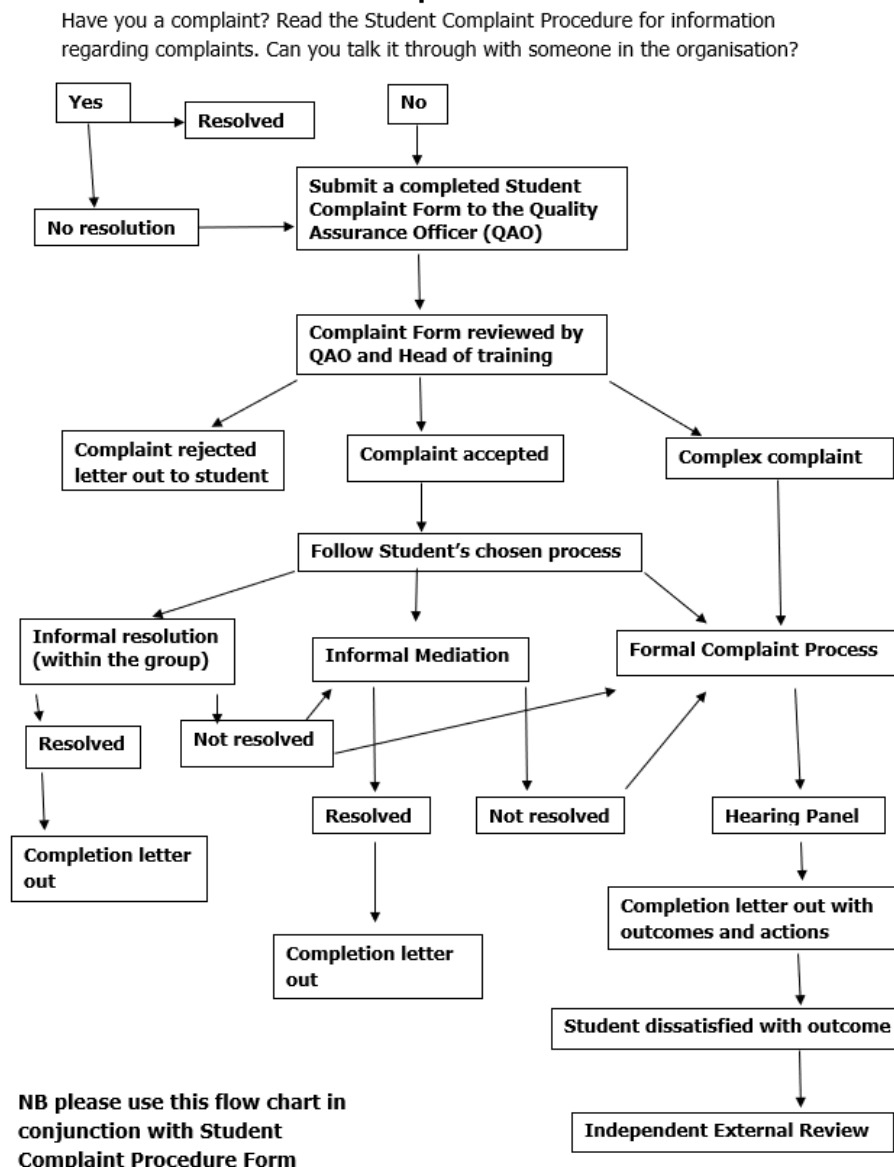 Have you a complaint? Read the Student Complaint Procedure for information
regarding complaints. Can you talk it through with someone in the organisation?
Yes
No
Resolved
Submit a completed Student
Complaint Form to the Quality
Assurance Officer (QAO)
No resolution
Complaint Form reviewed by
QAO and Head of training
Complaint rejected
letter out to student
Complaint accepted
Complex complaint
Follow Student’s chosen process
Informal resolution
(within the group)
Informal Mediation
Formal Complaint Process
Resolved
Not resolved
Resolved
Not resolved
Hearing Panel
Completion letter
out
Completion letter out with
outcomes and actions
Completion letter
out
Student dissatisfied with outcome
NB please use this flow chart in
conjunction with Student
Complaint Procedure Form
Independent External Review